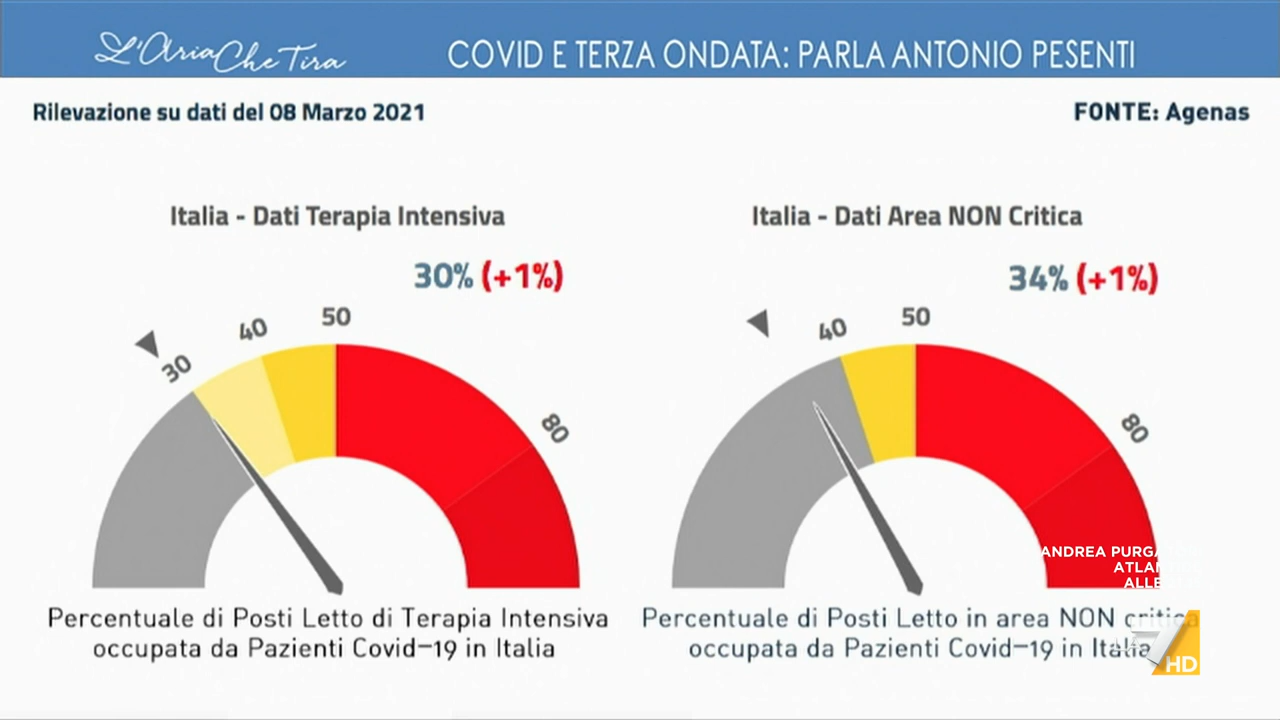 L'Aria Che Tira
COVID E TERZA ONDATA: PARLA ANTONIO PESENTI
Rilevazione su dati del 08 Marzo 2021
FONTE: Agenas
Italia - Dati Terapia Intensiva
30% (+1%)
30
40
50
80
Percentuale di Posti Letto di Terapia Intensiva
occupata da Pazienti Covid-19 in Italia
Italia - Dati Area NON Critica
34% (+1%)
40
50
80
Percentuale di Posti Letto in area NON critica
occupata da Pazienti Covid-19 in Italia
ANDREA
HD